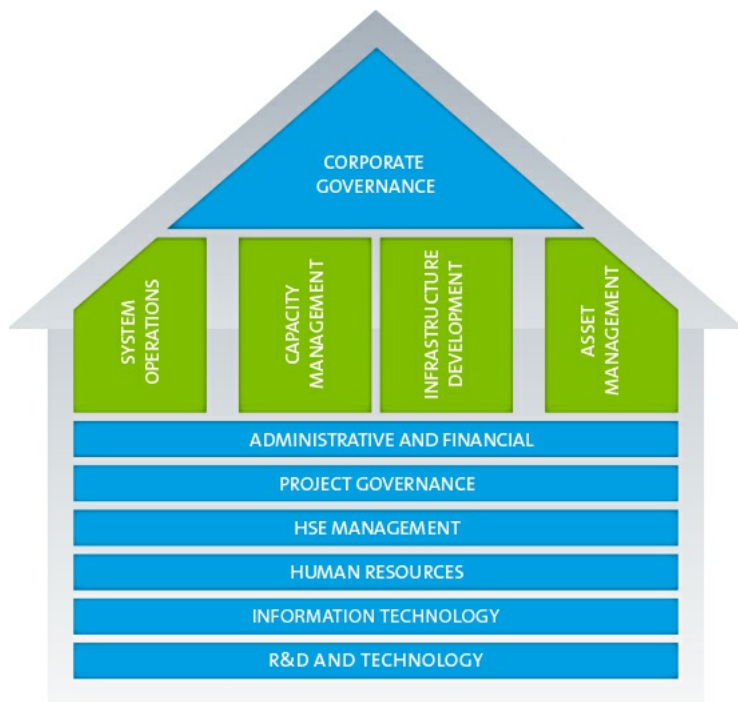 CORPORATE
GOVERNANCE
SYSTEM
OPERATIONS
CAPACITY
MANAGEMENT
INFRASTRUCTURE
DEVELOPMENT
ASSET
MANAGEMENT
ADMINISTRATIVE AND FINANCIAL
PROJECT GOVERNANCE
HSE MANAGEMENT
HUMAN RESOURCES
INFORMATION TECHNOLOGY
R&D AND TECHNOLOGY